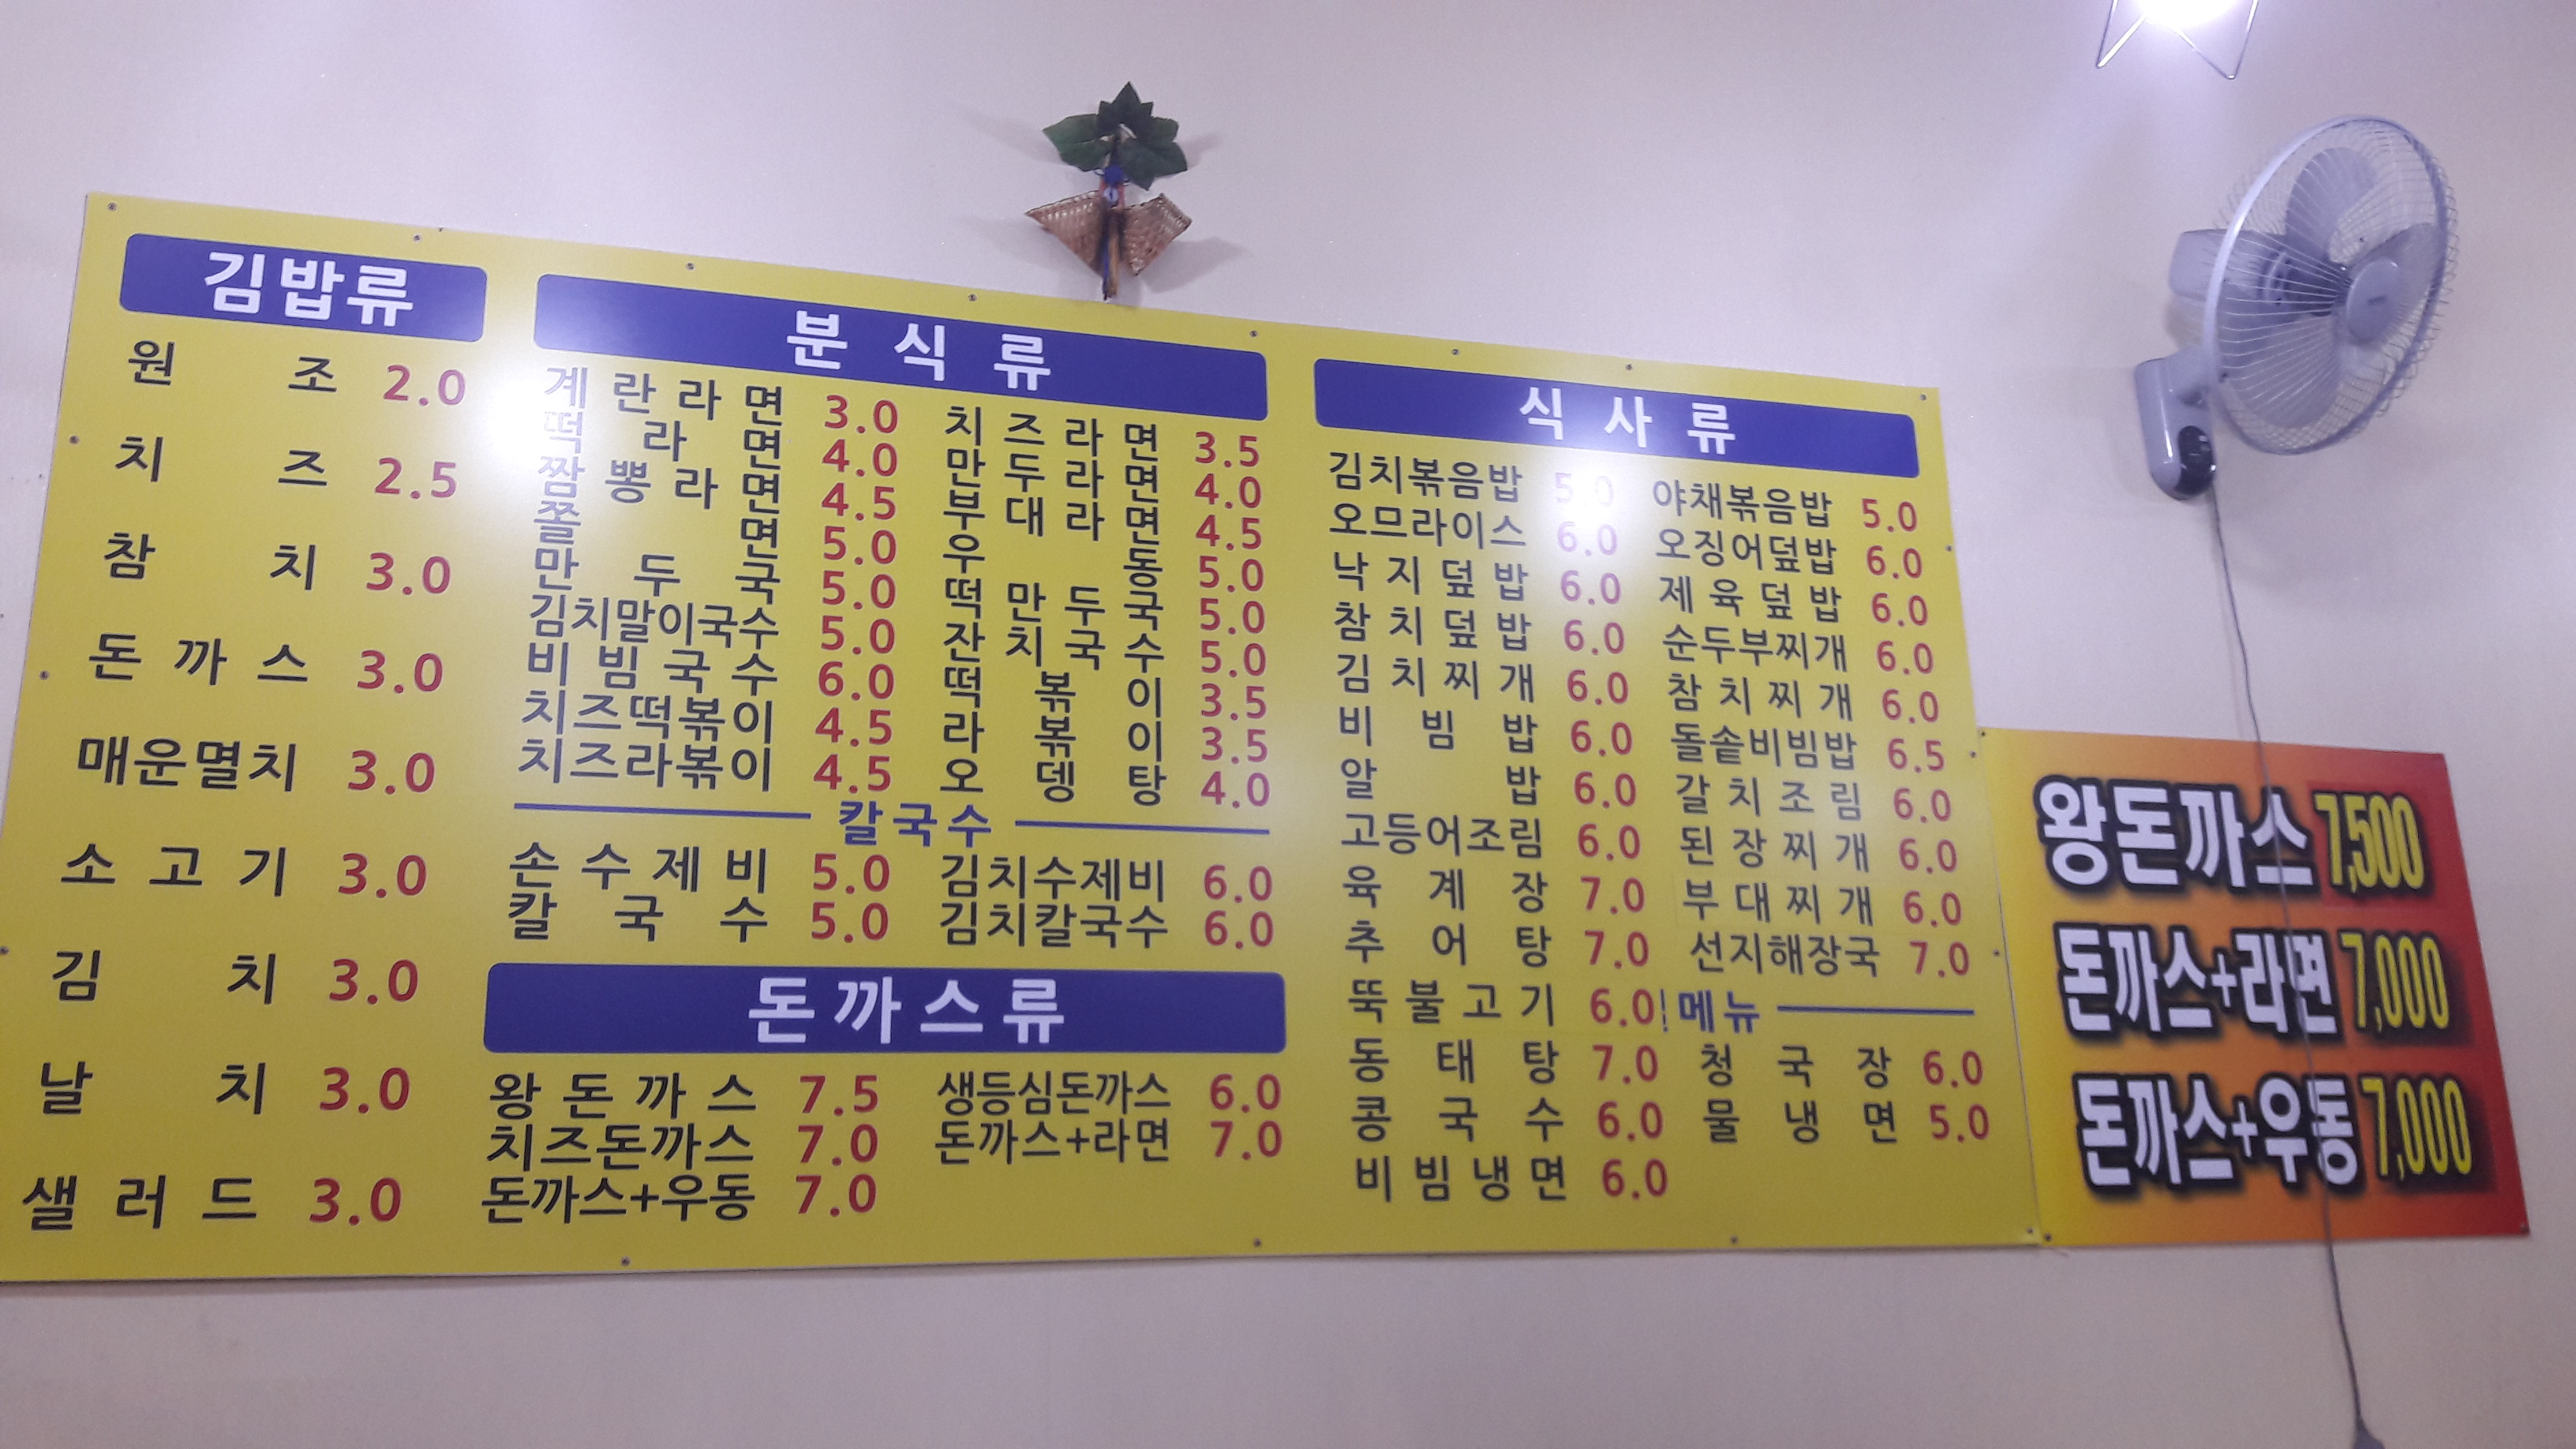 김밥류
원조 2.0
치즈 2.5
참치 3.0
돈까스 3.0
매운멸치 3.0
소고기 3.0
김치 3.0
날치 3.0
샐러드 3.0
분식류
계란라면 3.0 치즈라면 3.5
떡라면 4.0 만두라면 4.0
짬뽕라면 4.5 부대라면 4.5
쫄면 5.0 우동 5.0
만두국 5.0 떡만두국 5.0
김치말이국수 5.0 잔치국수 5.0
비빔국수 6.0 떡볶이 3.5
치즈떡볶이 4.5 라볶이 3.5
치즈라볶이 4.5 오뎅탕 4.0
칼국수
손수제비 5.0 김치수제비 6.0
칼국수 5.0 김치칼국수 6.0
돈까스류
왕돈까스 7.5 생등심돈까스 6.0
치즈돈까스 7.0 돈까스+라면 7.0
돈까스+우동 7.0
식사류
김치볶음밥 5.0 야채볶음밥 5.0
오므라이스 6.0 오징어덮밥 6.0
낙지덮밥 6.0 제육덮밥 6.0
참치덮밥 6.0 순두부찌개 6.0
김치찌개 6.0 참치찌개 6.0
비빔밥 6.0 돌솥비빔밥 6.5
알밥 6.0 갈치조림 6.0
고등어조림 6.0 된장찌개 6.0
육계장 7.0 부대찌개 6.0
추어탕 7.0 선지해장국 7.0
뚝불고기 6.0 메뉴
동태탕 7.0 청국장 6.0
콩국수 6.0 물냉면 5.0
비빔냉면 6.0
왕돈까스 7,500
돈까스+라면 7,000
돈까스+우동 7,000